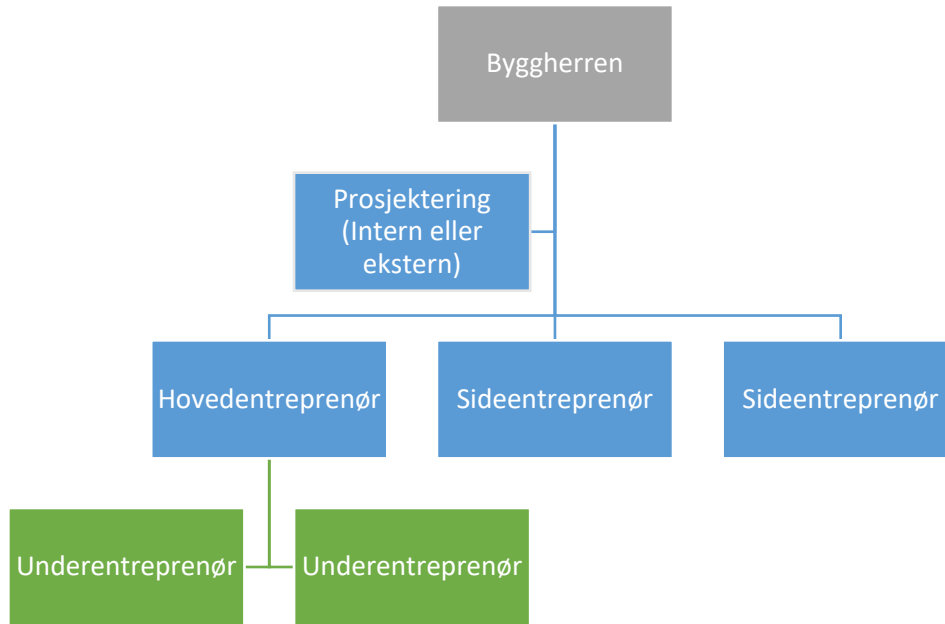 Byggherren
Prosjektering
(Intern eller
ekstern)
Hovedentreprenør
Sideentreprenør
Sideentreprenør
Underentreprenør
Underentreprenør